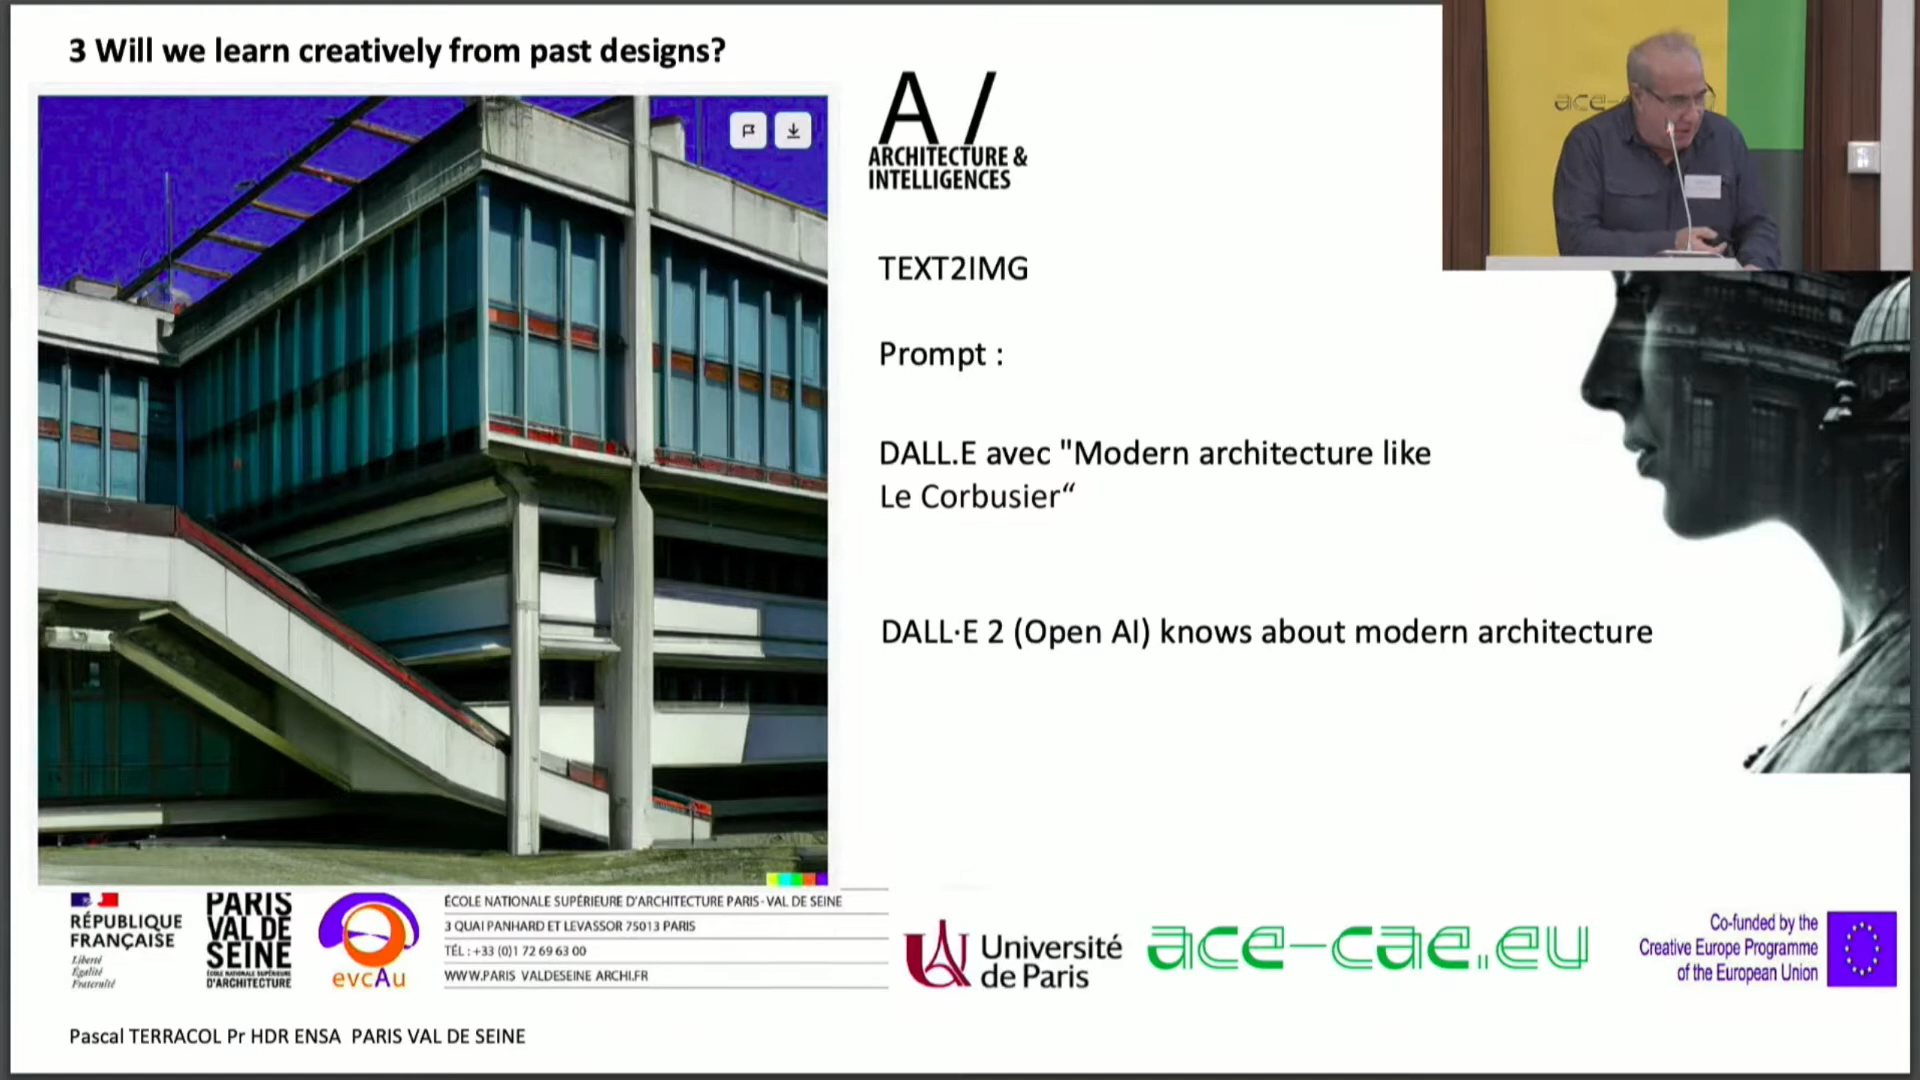 3 Will we learn creatively from past designs?
A /
ARCHITECTURE &
INTELLIGENCES
ace-
TEXT2IMG
Prompt :
DALL.E avec "Modern architecture like
Le Corbusier“
DALL·E 2 (Open AI) knows about modern architecture
RÉPUBLIQUE
FRANÇAISE
Liberté
Égalité
Fraternité
PARIS
VAL DE
SEINE
ÉCOLE NATIONALE SUPÉRIEURE
D'ARCHITECTURE
evcAu
ÉCOLE NATIONALE SUPÉRIEURE D'ARCHITECTURE PARIS - VAL DE SEINE
3 QUAI PANHARD ET LEVASSOR 75013 PARIS
TÉL : +33 (0)1 72 69 63 00
WWW.PARIS VALDESEINE ARCHI.FR
Université
de Paris
ace-cae.eu
Co-funded by the
Creative Europe Programme
of the European Union
Pascal TERRACOL Pr HDR ENSA PARIS VAL DE SEINE